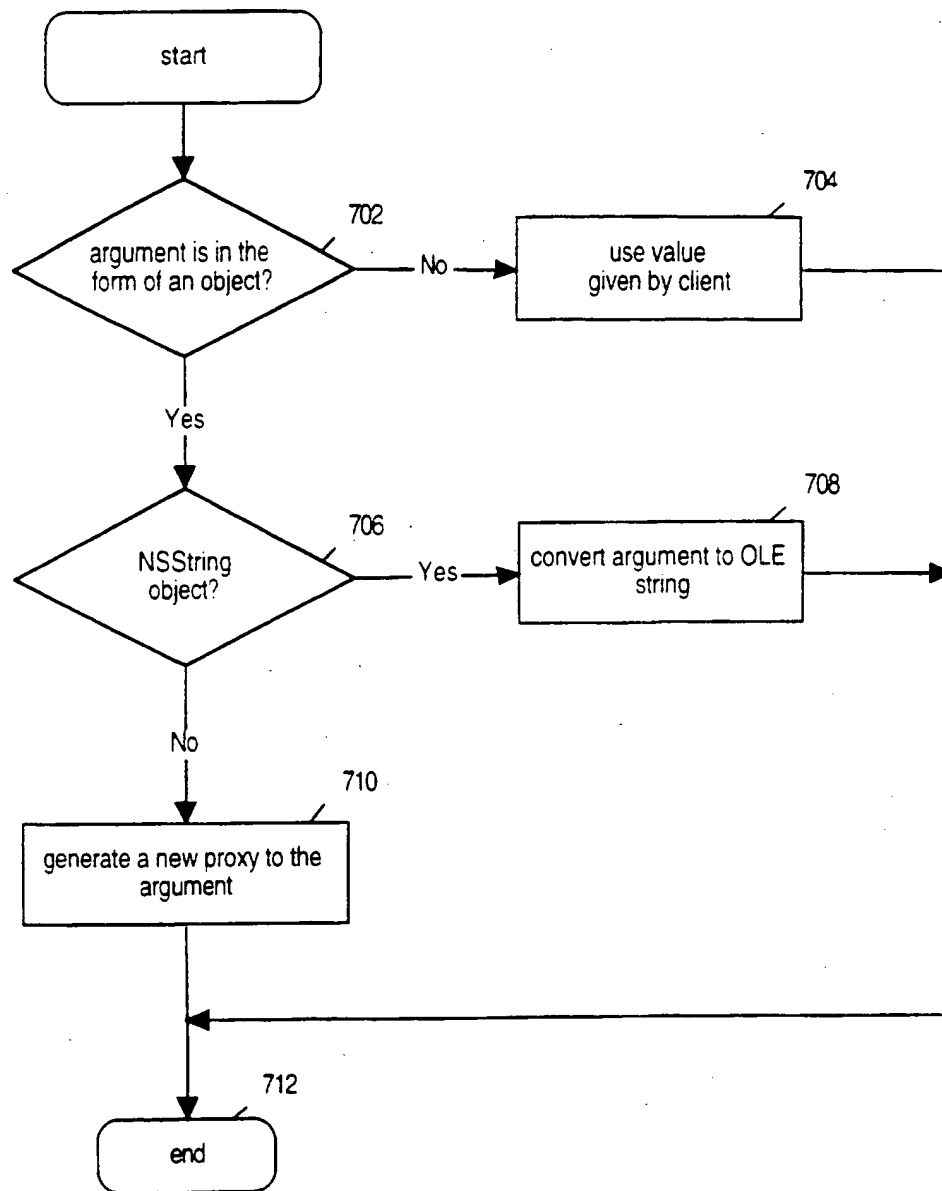 start
702
argument is in the
form of an object?
No
704
use value
given by client
Yes
706
NSString
object?
Yes
708
convert argument to OLE
string
No
710
generate a new proxy to the
argument
712
end